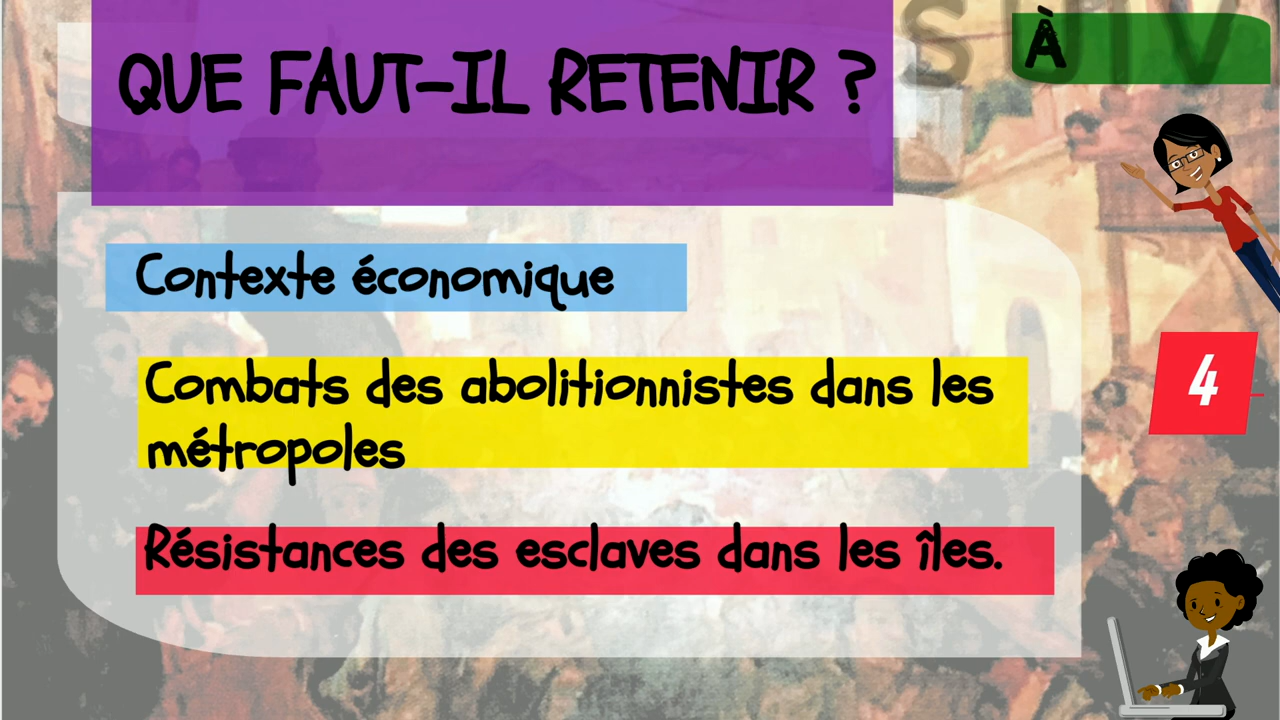 QUE FAUT-IL RETENIR ?
À
SUIV
Contexte économique
Combats des abolitionnistes dans les
métropoles
Résistances des esclaves dans les îles.
4